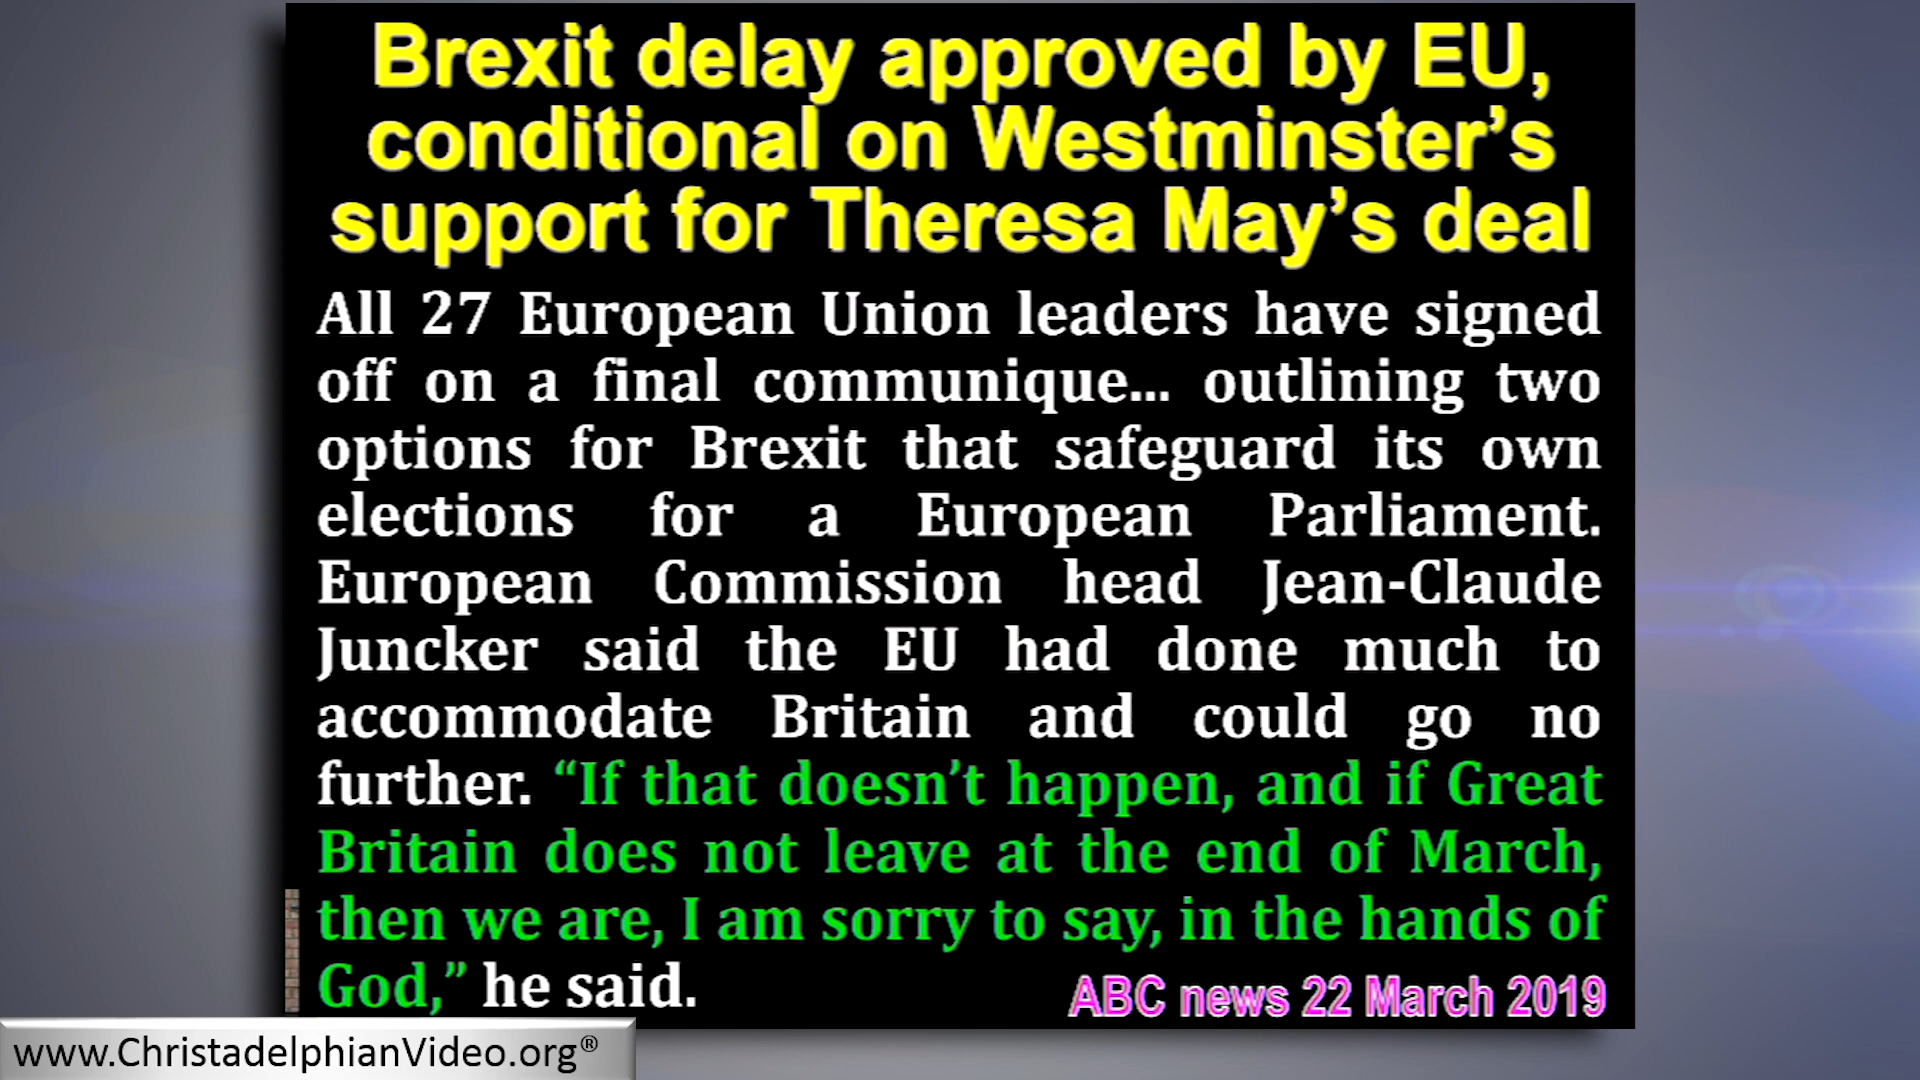 Brexit delay approved by EU,
conditional on Westminster’s
support for Theresa May’s deal
All 27 European Union leaders have signed
off on a final communique... outlining two
options for Brexit that safeguard its own
elections for a European Parliament.
European Commission head Jean-Claude
Juncker said the EU had done much to
accommodate Britain and could go no
further. “If that doesn’t happen, and if Great
Britain does not leave at the end of March,
then we are, I am sorry to say, in the hands of
God,” he said.
ABC news 22 March 2019
www.ChristadelphianVideo.org®